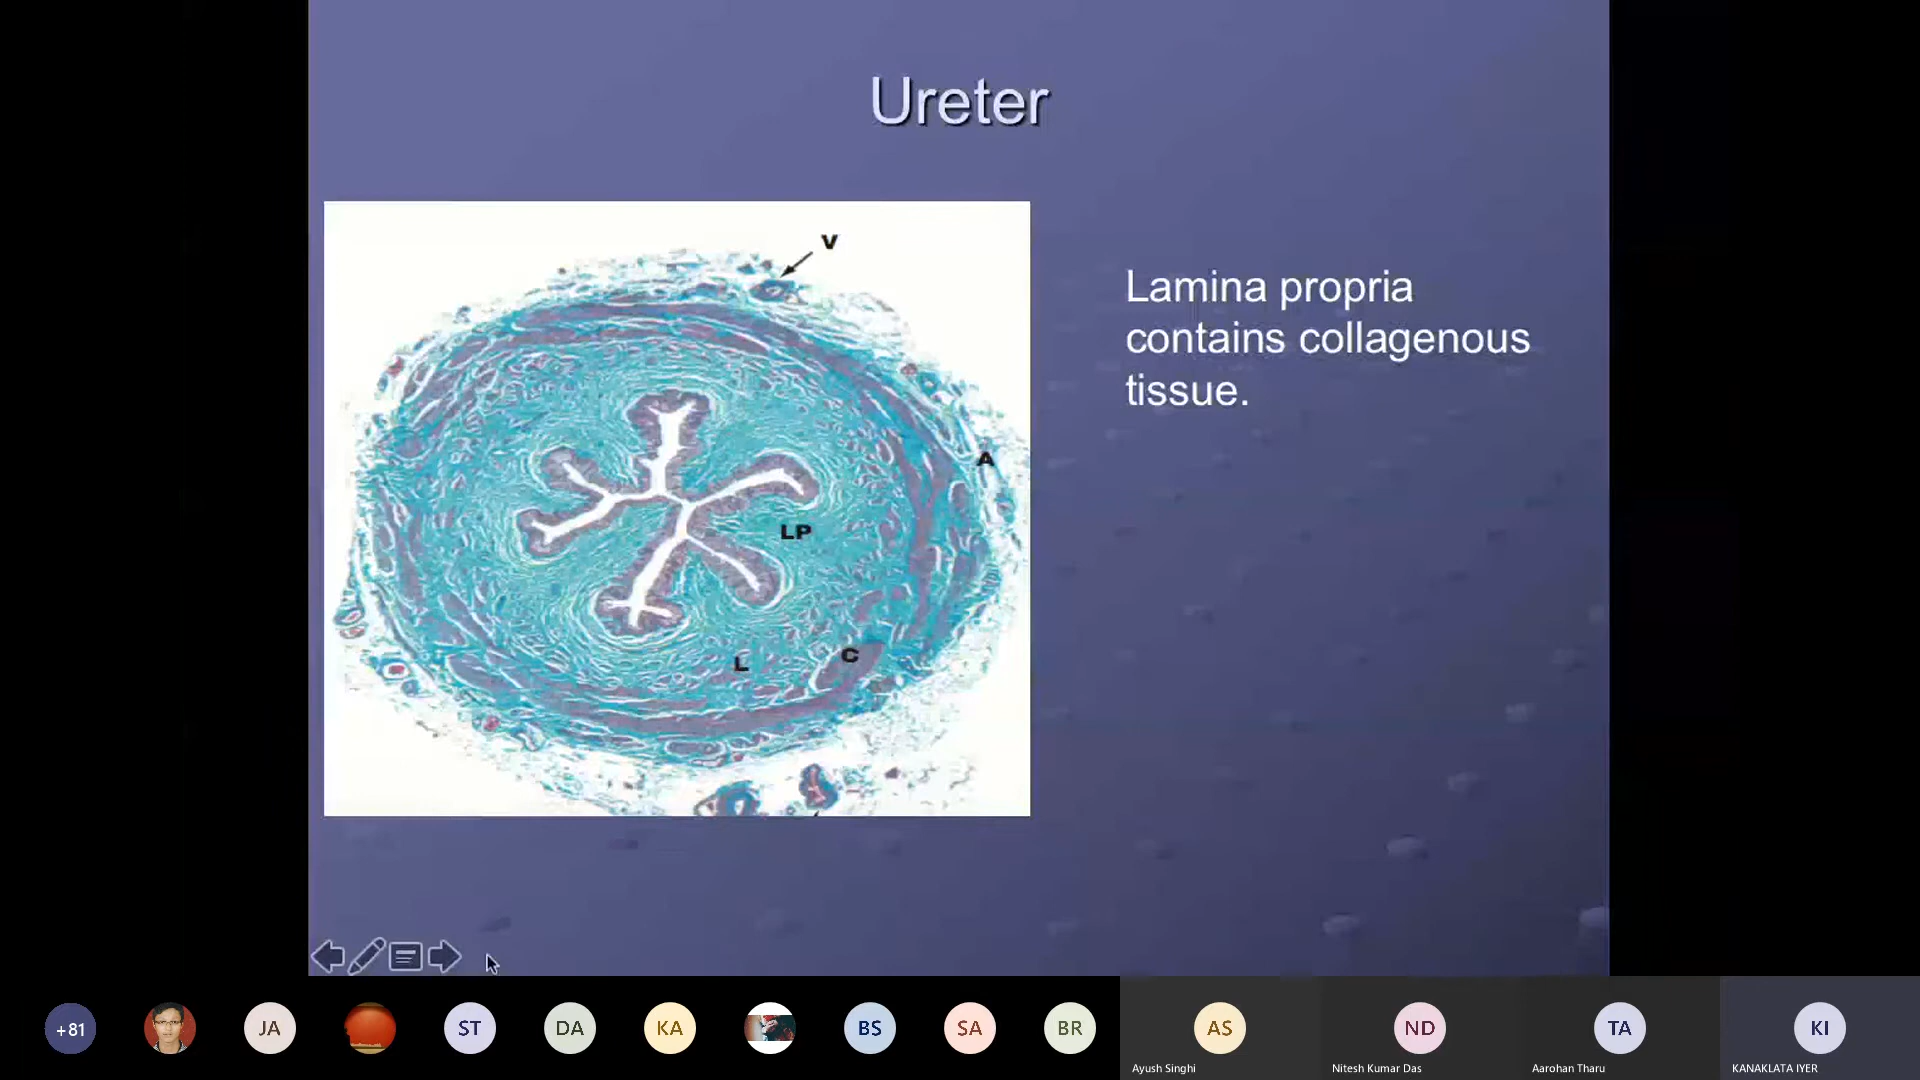 Ureter
V
A
LP
L
C
Lamina propria
contains collagenous
tissue.
+81
JA
ST
DA
KA
BS
SA
BR
AS
ND
TA
KI
Ayush Singhi
Nitesh Kumar Das
Aarohan Tharu
KANAKLATA IYER